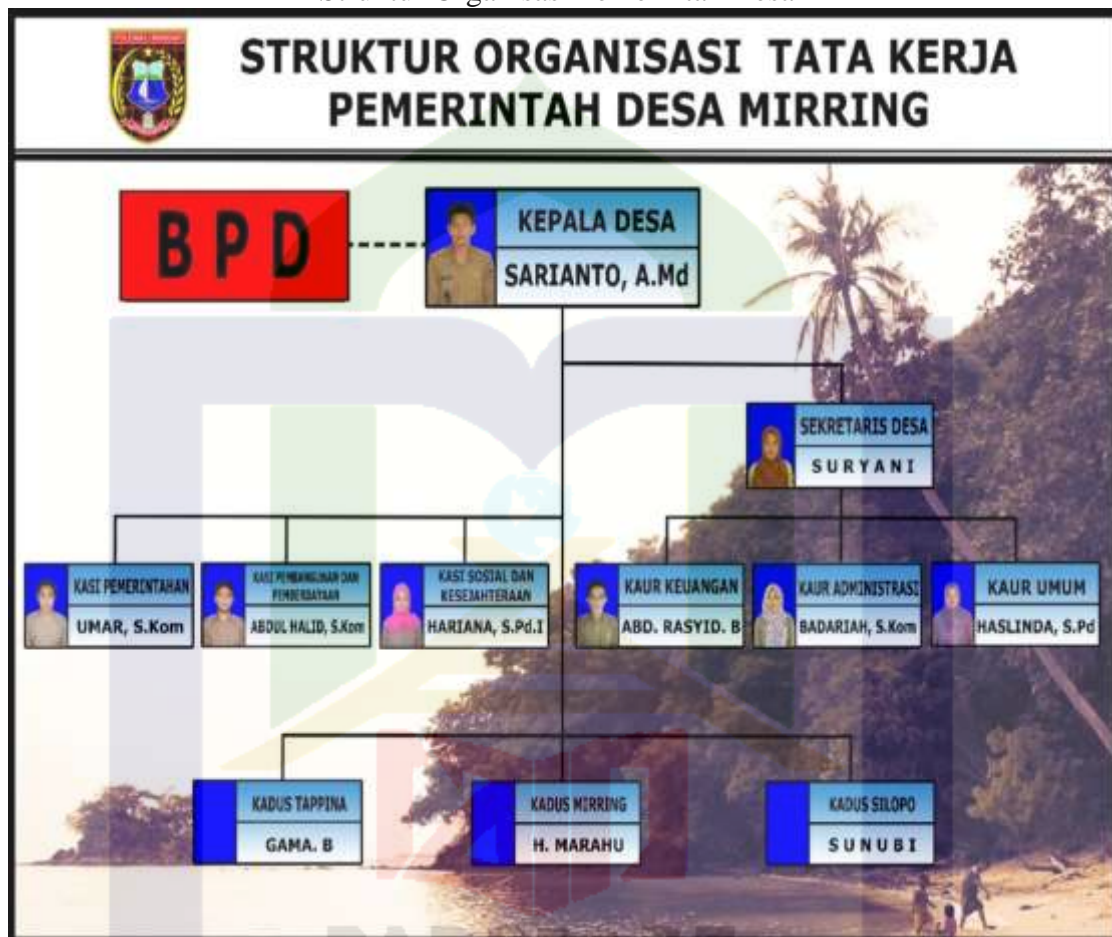 STRUKTUR ORGANISASI TATA KERJA
PEMERINTAH DESA MIRRING
B P D
KEPALA DESA
SARIANTO, A.Md
SEKRETARIS DESA
SURYANI
KASI PEMERINTAHAN
UMAR, S.Kom
KASI PEMBANGUNAN DAN
PEMBERDAYAAN
ABDUL HALID, S.Kom
KASI SOSIAL DAN
KESEJAHTERAAN
HARIANA, S.Pd.I
KAUR KEUANGAN
ABD. RASYID. B
KAUR ADMINISTRASI
BADARIAH, S.Kom
KAUR UMUM
HASLINDA, S.Pd
KADUS TAPPINA
GAMA. B
KADUS MIRRING
H. MARAHU
KADUS SILOPO
SUNUBI